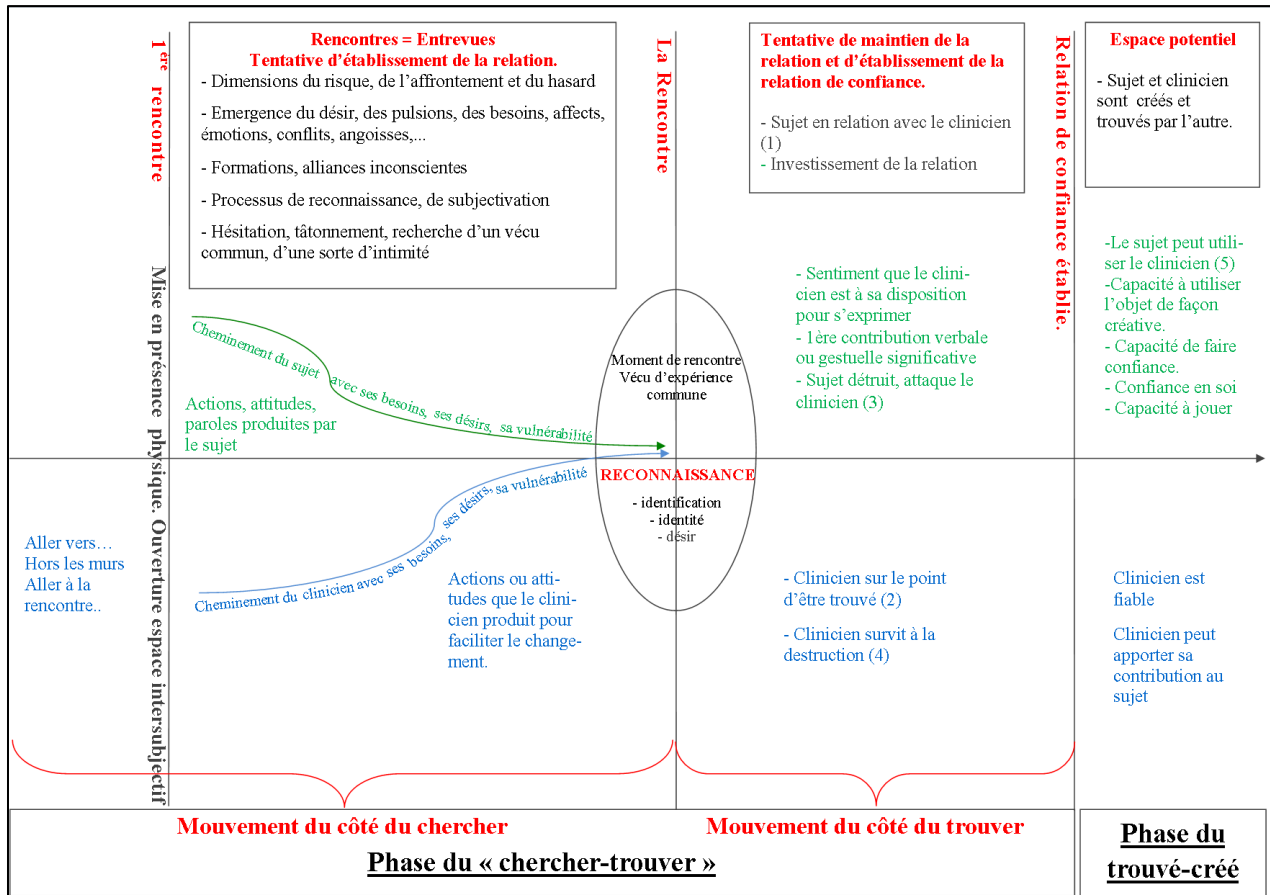 1ère rencontre
Mise en présence physique. Ouverture espace intersubjectif
Rencontres = Entrevues
Tentative d'établissement de la relation.
- Dimensions du risque, de l'affrontement et du hasard
- Emergence du désir, des pulsions, des besoins, affects,
émotions, conflits, angoisses,...
- Formations, alliances inconscientes
- Processus de reconnaissance, de subjectivation
- Hésitation, tâtonnement, recherche d'un vécu
commun, d'une sorte d'intimité
La Rencontre
Tentative de maintien de la
relation et d'établissement de la
relation de confiance.
- Sujet en relation avec le clinicien
(1)
- Investissement de la relation
Relation de confiance établie.
Espace potentiel
- Sujet et clinicien
sont créés et
trouvés par l'autre.
Cheminement du sujet avec ses besoins, ses désirs, sa vulnérabilité
Actions, attitudes,
paroles produites par
le sujet
Moment de rencontre
Vécu d'expérience
commune
RECONNAISSANCE
- identification
- identité
- désir
- Sentiment que le clini-
cien est à sa disposition
pour s'exprimer
- 1ère contribution verbale
ou gestuelle significative
- Sujet détruit, attaque le
clinicien (3)
-Le sujet peut utili-
ser le clinicien (5)
-Capacité à utiliser
l'objet de façon
créative.
- Capacité de faire
confiance.
- Confiance en soi
- Capacité à jouer
Aller vers…
Hors les murs
Aller à la
rencontre..
Cheminement du clinicien avec ses besoins, ses désirs, sa vulnérabilité
Actions ou atti-
tudes que le clini-
cien produit pour
faciliter le change-
ment.
- Clinicien sur le point
d'être trouvé (2)
- Clinicien survit à la
destruction (4)
Clinicien est
fiable
Clinicien peut
apporter sa
contribution au
sujet
Mouvement du côté du chercher
Mouvement du côté du trouver
Phase du « chercher-trouver »
Phase du
trouvé-créé